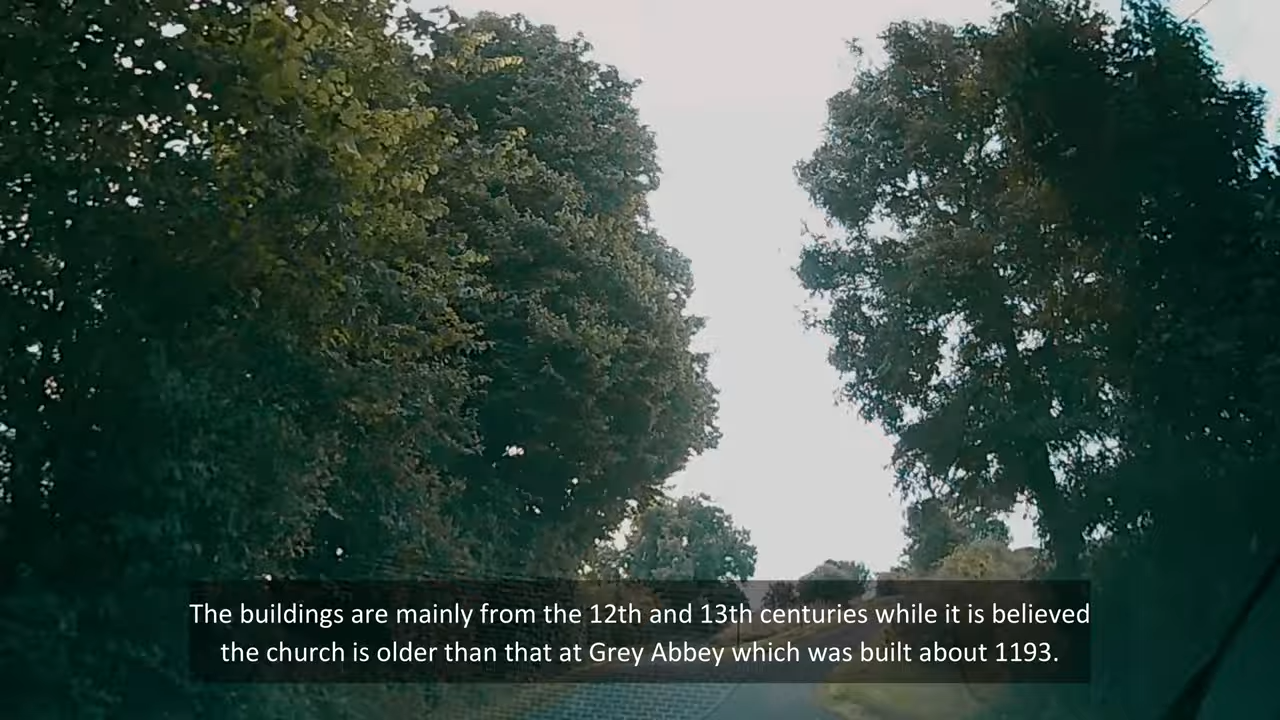 The buildings are mainly from the 12th and 13th centuries while it is believed
the church is older than that at Grey Abbey which was built about 1193.